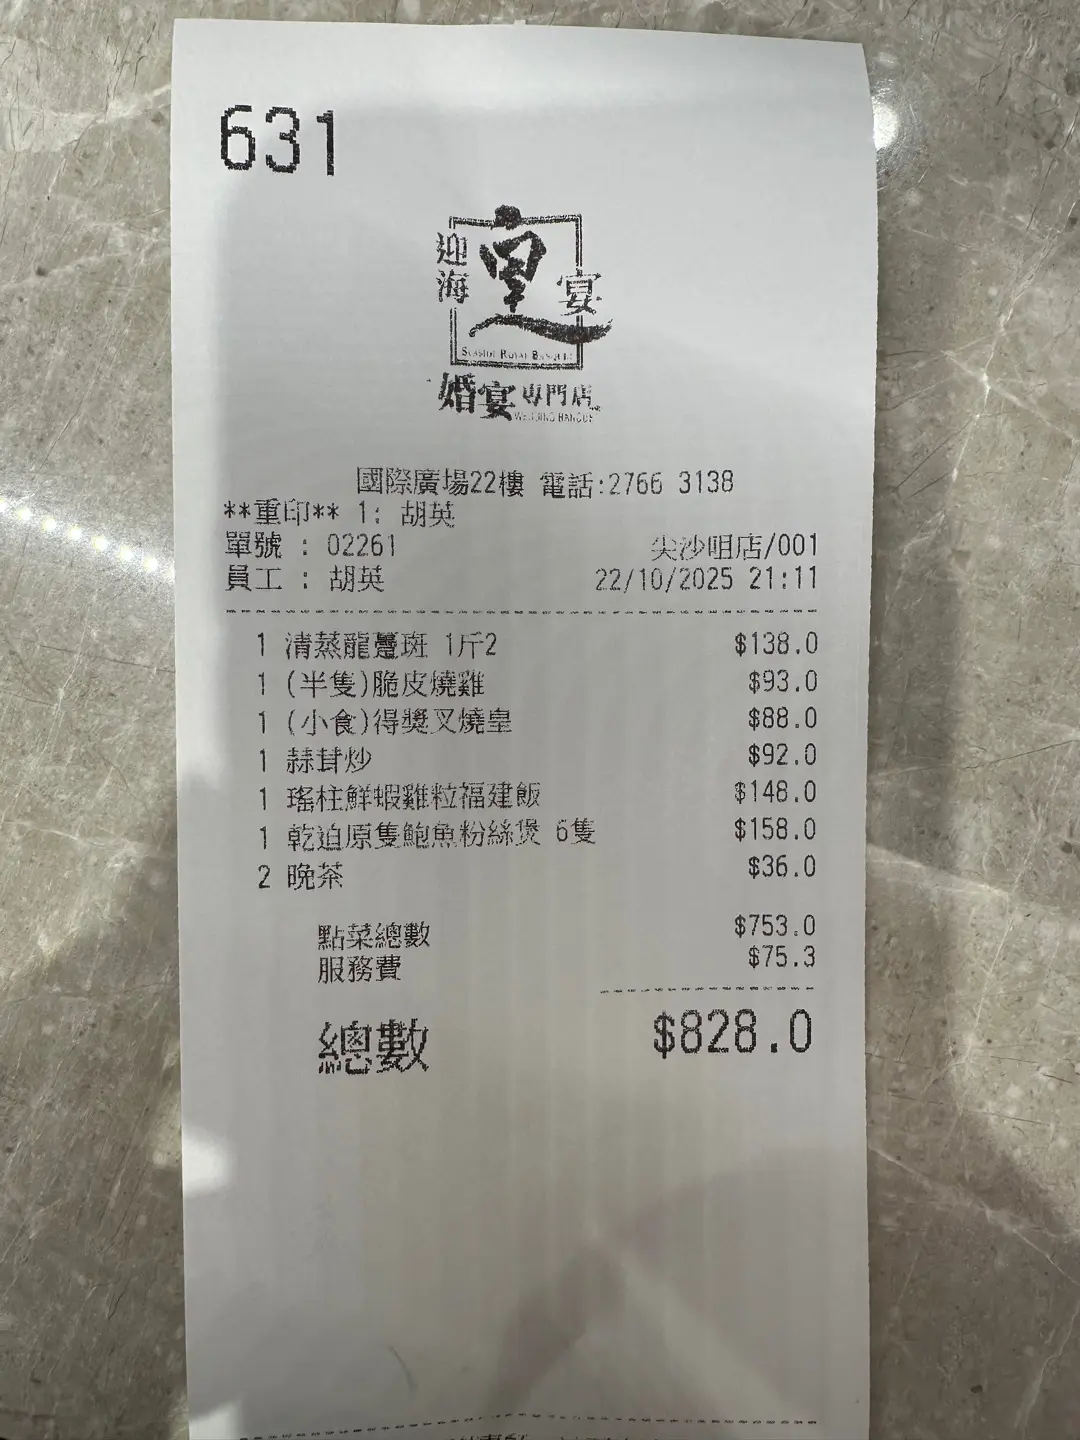 631
迎海 皇 宴
SEASIDE ROYAL BANQUET
婚宴專門店
國際廣場22樓 電話:2766 3138
**重印** 1: 胡英
單號 : 02261 尖沙咀店/001
員工 : 胡英 22/10/2025 21:11
1 清蒸龍躉斑 1斤2 $138.0
1 (半隻)脆皮燒雞 $93.0
1 (小食)得獎叉燒皇 $88.0
1 蒜茸炒 $92.0
1 瑤柱鮮蝦雞粒福建飯 $148.0
1 乾迫原隻鮑魚粉絲煲 6隻 $158.0
2 晚茶 $36.0
點菜總數 $753.0
服務費 $75.3
總數 $828.0